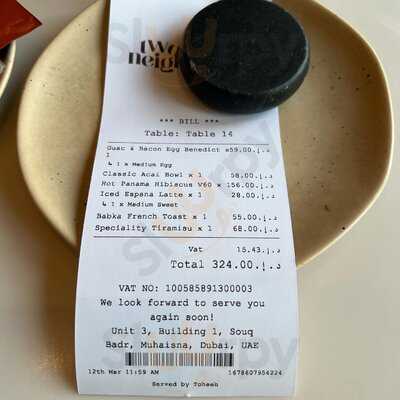 two
neigh
*** BILL ***
Table: Table 14
Guac & Bacon Egg Benedict x 59.00 د.إ.
1
↳ 1 x Medium Egg
Classic Acai Bowl x 1 58.00 د.إ.
Hot Panama Hibiscus V60 x 1 56.00 د.إ.
Iced Espana Latte x 1 28.00 د.إ.
↳ 1 x Medium Sweet
Babka French Toast x 1 55.00 د.إ.
Speciality Tiramisu x 1 68.00 د.إ.
Vat 15.43 د.إ.
Total 324.00 د.إ.
VAT NO: 100585891300003
We look forward to serve you
again soon!
Unit 3, Building 1, Souq
Badr, Muhaisna, Dubai, UAE
12th Mar 11:59 AM 1678607954224
Served by Toheeb